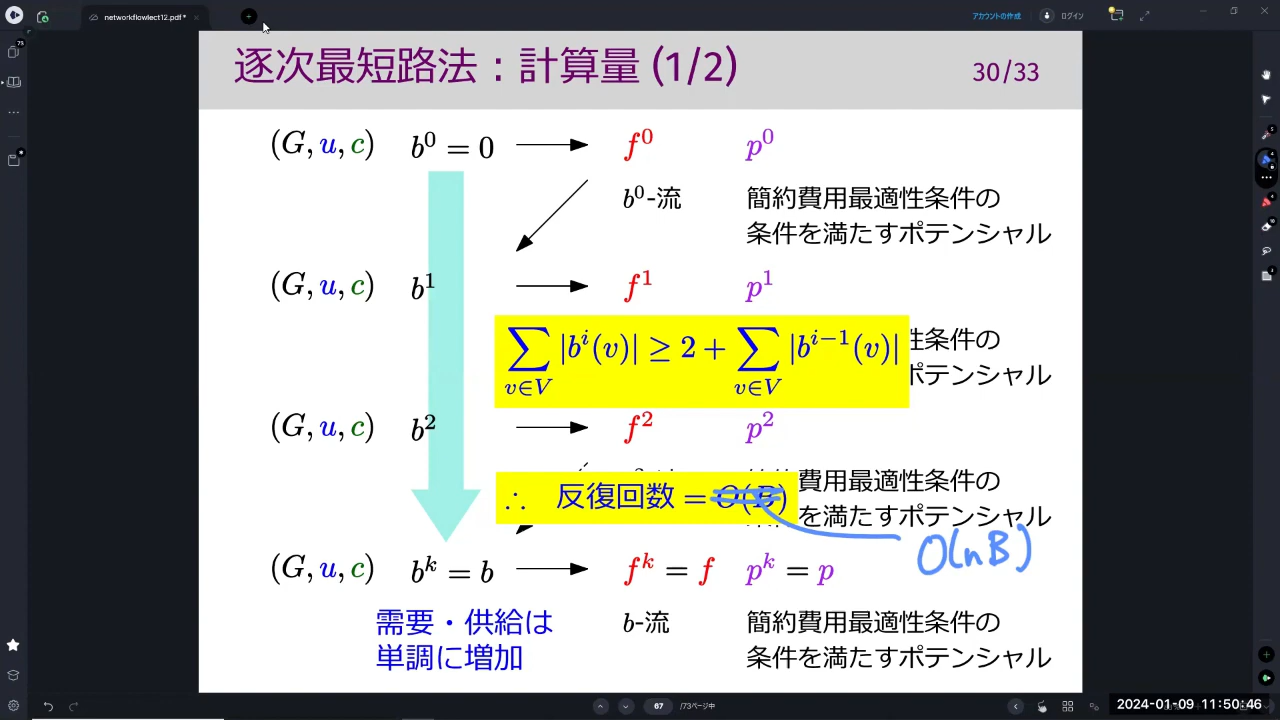 networkflowlect12.pdf*
アカウントの作成
ログイン
逐次最短路法：計算量 (1/2)
30/33
(G, u, c) b⁰ = 0 f⁰ p⁰
b⁰-流 簡約費用最適性条件の
条件を満たすポテンシャル
(G, u, c) b¹ f¹ p¹
∑_{v∈V} |bⁱ(v)| ≥ 2 + ∑_{v∈V} |bⁱ⁻¹(v)| 性条件の
ポテンシャル
(G, u, c) b² f² p²
簡約費用最適性条件の
∴ 反復回数 = O(B) を満たすポテンシャル
O(nB)
(G, u, c) bᵏ = b fᵏ = f pᵏ = p
需要・供給は b-流 簡約費用最適性条件の
単調に増加 条件を満たすポテンシャル
67 /73ページ中
2024-01-09 11:50:46